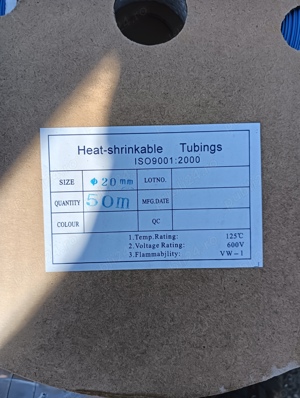 Heat-shrinkable Tubings
ISO9001:2000
SIZE Φ20mm LOTNO.
QUANTITY 50m MFG.DATE
COLOUR QC
1.Temp.Rating: 125℃
2.Voltage Rating: 600V
3.Flammability: VW-1